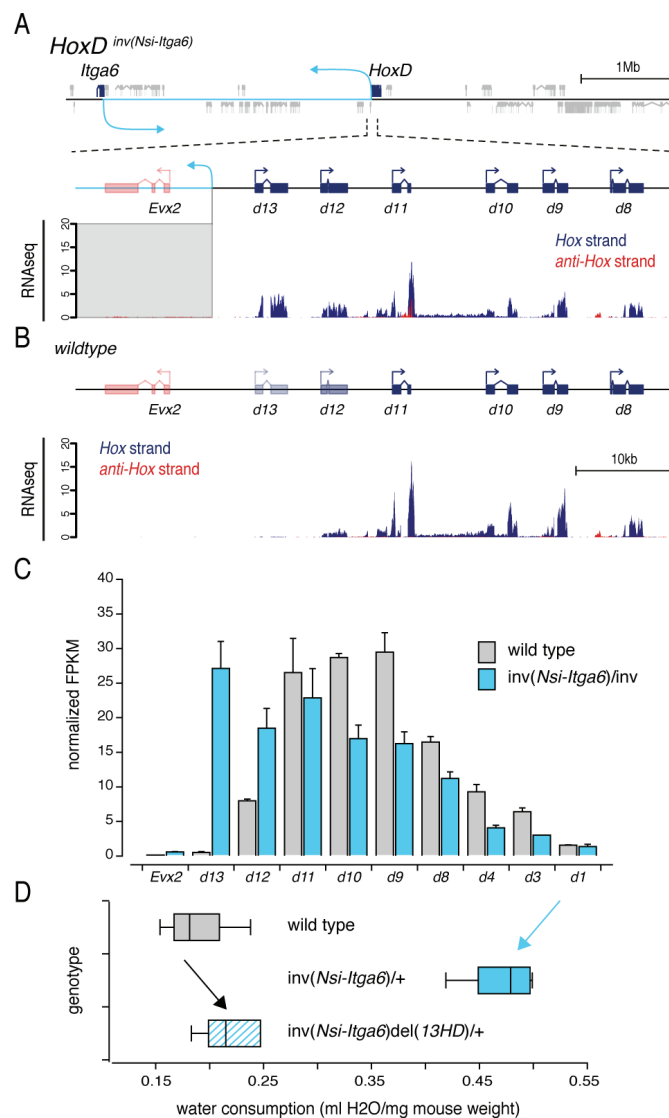 A
HoxD inv(Nsi-Itga6)
Itga6
HoxD
1Mb
Evx2 d13 d12 d11 d10 d9 d8
RNAseq
20
15
10
5
0
Hox strand
anti-Hox strand
B
wildtype
Evx2 d13 d12 d11 d10 d9 d8
RNAseq
20
15
10
5
0
Hox strand
anti-Hox strand
10kb
C
normalized FPKM
40
35
30
25
20
15
10
5
0
wild type
inv(Nsi-Itga6)/inv
Evx2 d13 d12 d11 d10 d9 d8 d4 d3 d1
D
genotype
wild type
inv(Nsi-Itga6)/+
inv(Nsi-Itga6)del(13HD)/+
0.15 0.25 0.35 0.45 0.55
water consumption (ml H2O/mg mouse weight)